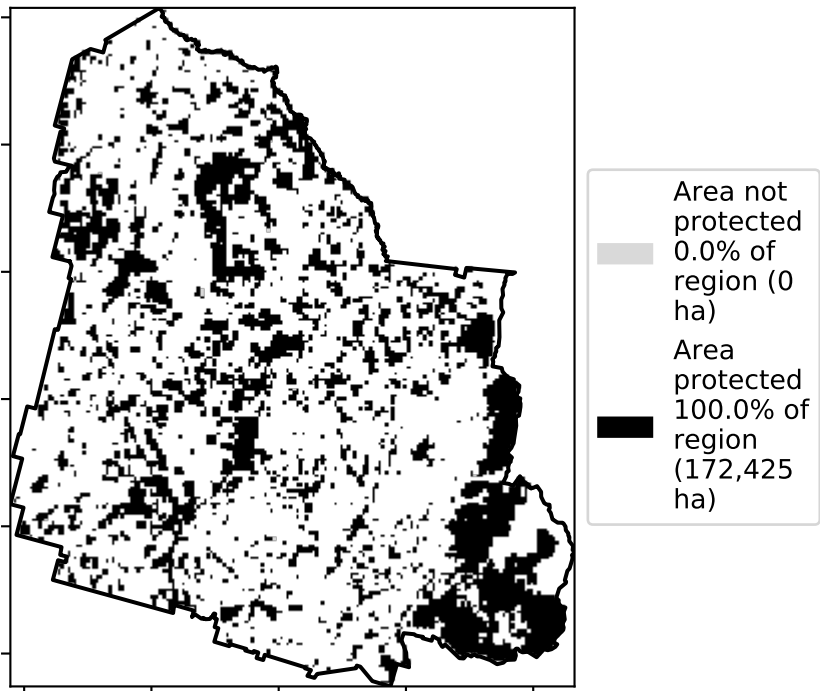 Area not
protected
0.0% of
region (0
ha)
Area
protected
100.0% of
region
(172,425
ha)